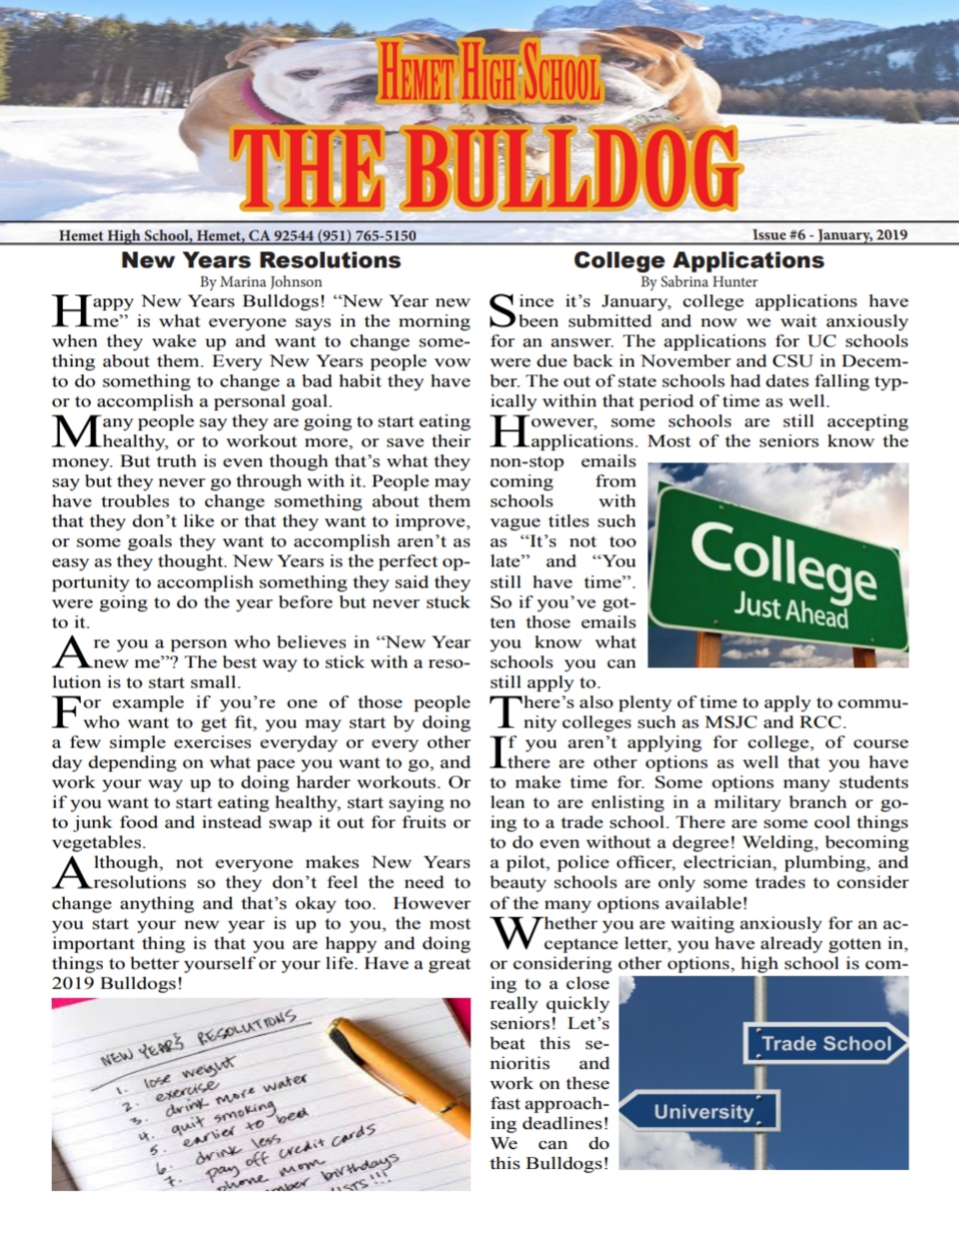 HEMET HIGH SCHOOL
THE BULLDOG
Hemet High School, Hemet, CA 92544 (951) 765-5150
Issue #6 - January, 2019
New Years Resolutions
By Marina Johnson
Happy New Years Bulldogs! “New Year new
me” is what everyone says in the morning
when they wake up and want to change some-
thing about them. Every New Years people vow
to do something to change a bad habit they have
or to accomplish a personal goal.
Many people say they are going to start eating
healthy, or to workout more, or save their
money. But truth is even though that’s what they
say but they never go through with it. People may
have troubles to change something about them
that they don’t like or that they want to improve,
or some goals they want to accomplish aren’t as
easy as they thought. New Years is the perfect op-
portunity to accomplish something they said they
were going to do the year before but never stuck
to it.
Are you a person who believes in “New Year
new me”? The best way to stick with a reso-
lution is to start small.
For example if you’re one of those people
who want to get fit, you may start by doing
a few simple exercises everyday or every other
day depending on what pace you want to go, and
work your way up to doing harder workouts. Or
if you want to start eating healthy, start saying no
to junk food and instead swap it out for fruits or
vegetables.
Although, not everyone makes New Years
resolutions so they don’t feel the need to
change anything and that’s okay too. However
you start your new year is up to you, the most
important thing is that you are happy and doing
things to better yourself or your life. Have a great
2019 Bulldogs!
NEW YEAR'S RESOLUTIONS
1. lose weight
2. exercise
3. drink more water
4. quit smoking
5. earlier to bed
6. drink less
7. pay off credit cards
phone mom
birthdays
College Applications
By Sabrina Hunter
Since it’s January, college applications have
been submitted and now we wait anxiously
for an answer. The applications for UC schools
were due back in November and CSU in Decem-
ber. The out of state schools had dates falling typ-
ically within that period of time as well.
However, some schools are still accepting
applications. Most of the seniors know the
non-stop emails
coming from
schools with
vague titles such
as “It’s not too
late” and “You
still have time”.
So if you’ve got-
ten those emails
you know what
schools you can
still apply to.
College
Just Ahead
There’s also plenty of time to apply to commu-
nity colleges such as MSJC and RCC.
If you aren’t applying for college, of course
there are other options as well that you have
to make time for. Some options many students
lean to are enlisting in a military branch or go-
ing to a trade school. There are some cool things
to do even without a degree! Welding, becoming
a pilot, police officer, electrician, plumbing, and
beauty schools are only some trades to consider
of the many options available!
Whether you are waiting anxiously for an ac-
ceptance letter, you have already gotten in,
or considering other options, high school is com-
ing to a close
really quickly
seniors! Let’s
beat this se-
nioritis and
work on these
fast approach-
ing deadlines!
We can do
this Bulldogs!
Trade School
University